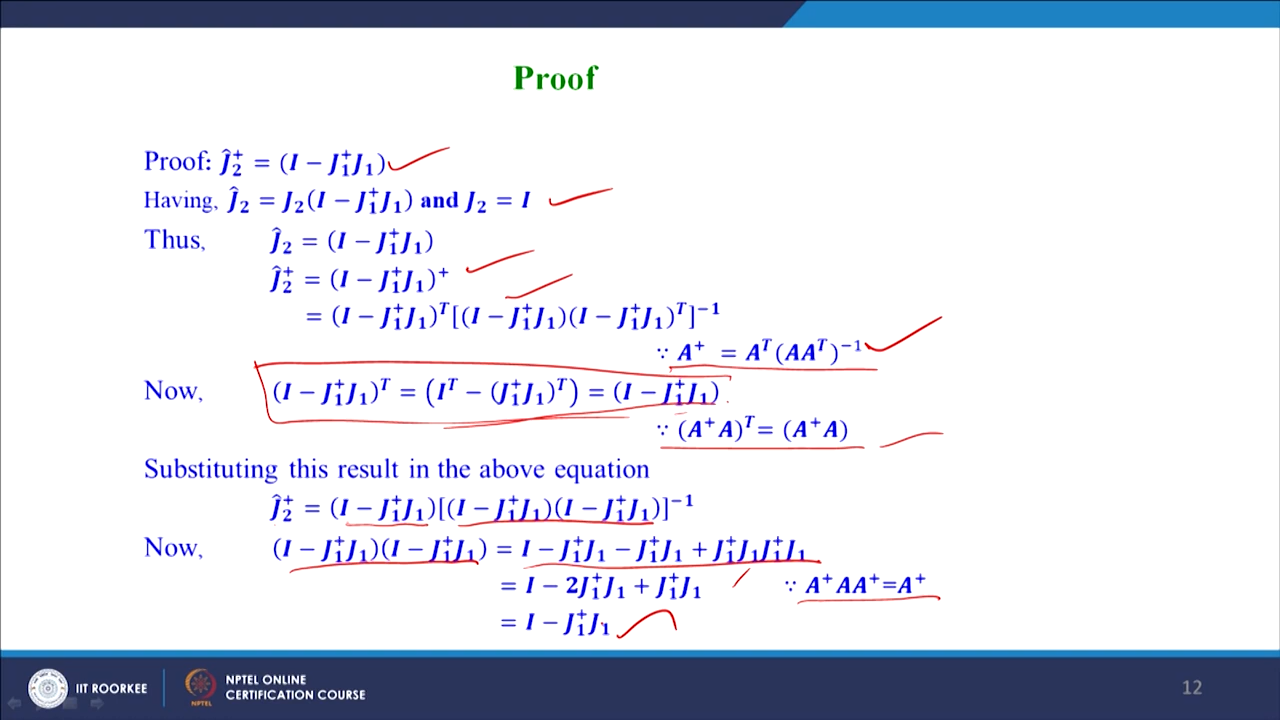 Proof
Proof: Ĵ₂⁺ = (I − J₁⁺J₁)
Having, Ĵ₂ = J₂(I − J₁⁺J₁) and J₂ = I
Thus, Ĵ₂ = (I − J₁⁺J₁)
Ĵ₂⁺ = (I − J₁⁺J₁)⁺
= (I − J₁⁺J₁)ᵀ[(I − J₁⁺J₁)(I − J₁⁺J₁)ᵀ]⁻¹
∵ A⁺ = Aᵀ(AAᵀ)⁻¹
Now, (I − J₁⁺J₁)ᵀ = (Iᵀ − (J₁⁺J₁)ᵀ) = (I − J₁⁺J₁)
∵ (A⁺A)ᵀ= (A⁺A)
Substituting this result in the above equation
Ĵ₂⁺ = (I − J₁⁺J₁)[(I − J₁⁺J₁)(I − J₁⁺J₁)]⁻¹
Now, (I − J₁⁺J₁)(I − J₁⁺J₁) = I − J₁⁺J₁ − J₁⁺J₁ + J₁⁺J₁J₁⁺J₁
= I − 2J₁⁺J₁ + J₁⁺J₁ ∵ A⁺AA⁺=A⁺
= I − J₁⁺J₁
IIT ROORKEE
NPTEL
NPTEL ONLINE
CERTIFICATION COURSE
12